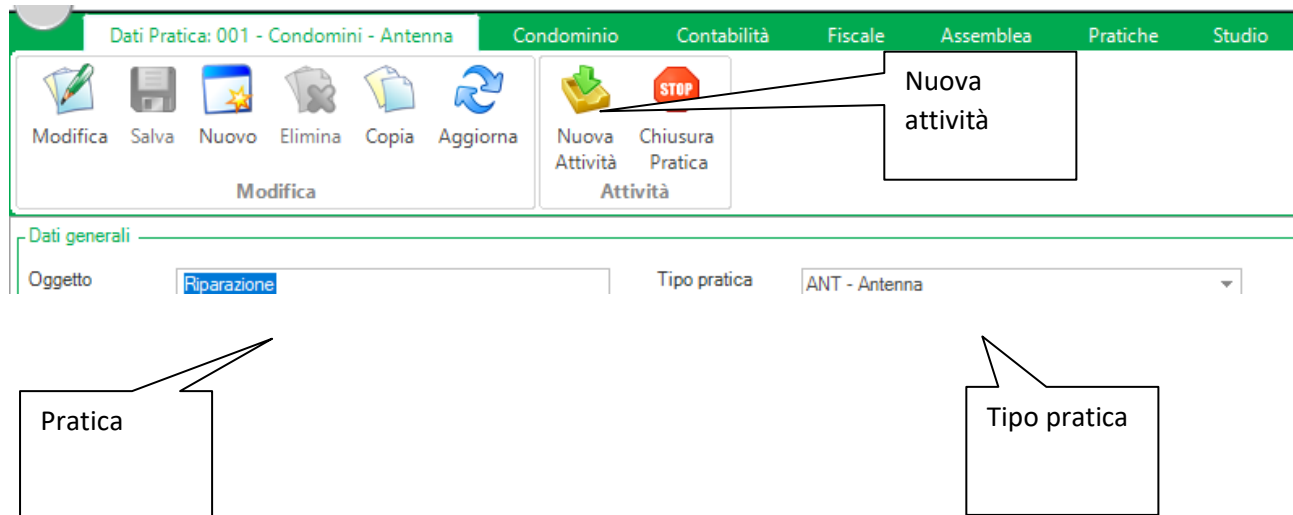 Dati Pratica: 001 - Condomini - Antenna Condominio Contabilità Fiscale Assemblea Pratiche Studio
Modifica Salva Nuovo Elimina Copia Aggiorna
Modifica
Nuova Attività
STOP
Chiusura Pratica
Attività
Nuova
attività
Dati generali
Oggetto Riparazione Tipo pratica ANT - Antenna
Pratica
Tipo pratica